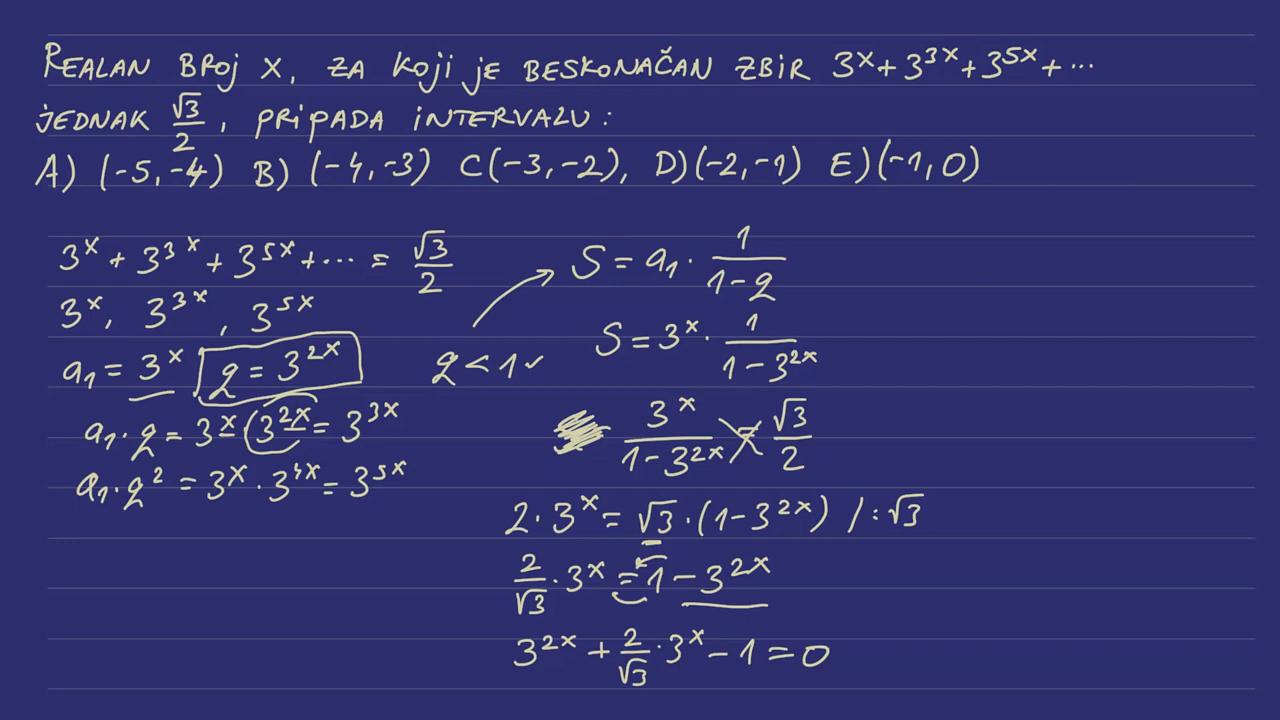 REALAN BROJ X, ZA KOJI JE BESKONAČAN ZBIR 3^x + 3^{3x} + 3^{5x} + ...
JEDNAK √3/2, PRIPADA INTERVALU:
A) (-5,-4) B) (-4,-3) C(-3,-2), D)(-2,-1) E)(-1,0)
3^x + 3^{3x} + 3^{5x} + ... = √3/2
3^x, 3^{3x}, 3^{5x}
a₁ = 3^x q = 3^{2x}
a₁·q = 3^x (3^{2x} = 3^{3x}
a₁·q² = 3^x · 3^{4x} = 3^{5x}
q < 1 ✓
S = a₁ · 1/(1-q)
S = 3^x · 1/(1-3^{2x})
3^x/(1-3^{2x}) = √3/2
2·3^x = √3·(1-3^{2x}) /:√3
2/√3 · 3^x = 1 - 3^{2x}
3^{2x} + 2/√3 · 3^x - 1 = 0